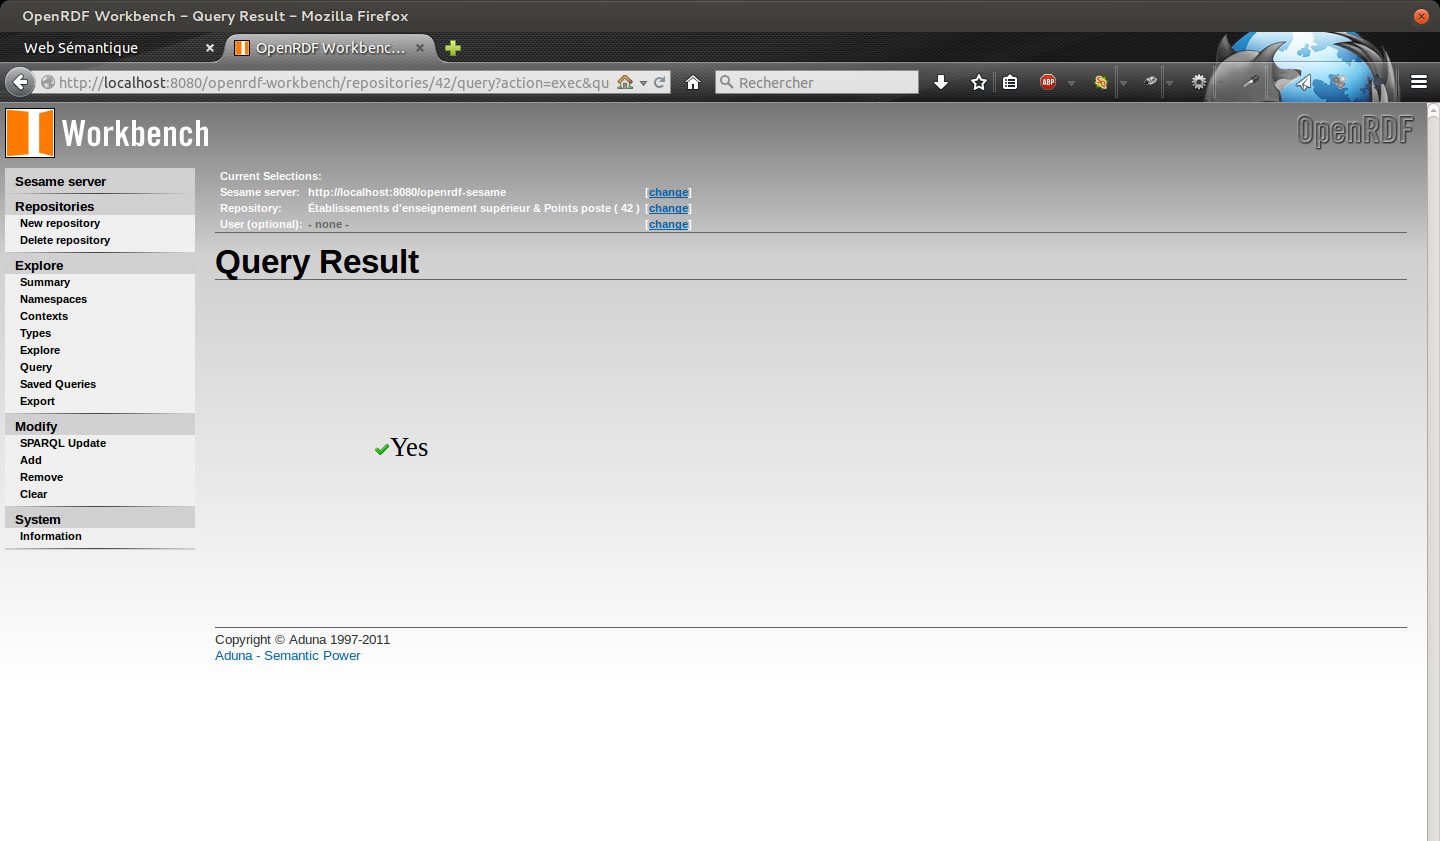 OpenRDF Workbench - Query Result - Mozilla Firefox
Web Sémantique
OpenRDF Workbenc...
http://localhost:8080/openrdf-workbench/repositories/42/query?action=exec&qu
Rechercher
ABP
Workbench
OpenRDF
Sesame server
Repositories
New repository
Delete repository
Explore
Summary
Namespaces
Contexts
Types
Explore
Query
Saved Queries
Export
Modify
SPARQL Update
Add
Remove
Clear
System
Information
Current Selections:
Sesame server: http://localhost:8080/openrdf-sesame [change]
Repository: Établissements d'enseignement supérieur & Points poste ( 42 ) [change]
User (optional): - none - [change]
Query Result
Yes
Copyright © Aduna 1997-2011
Aduna - Semantic Power